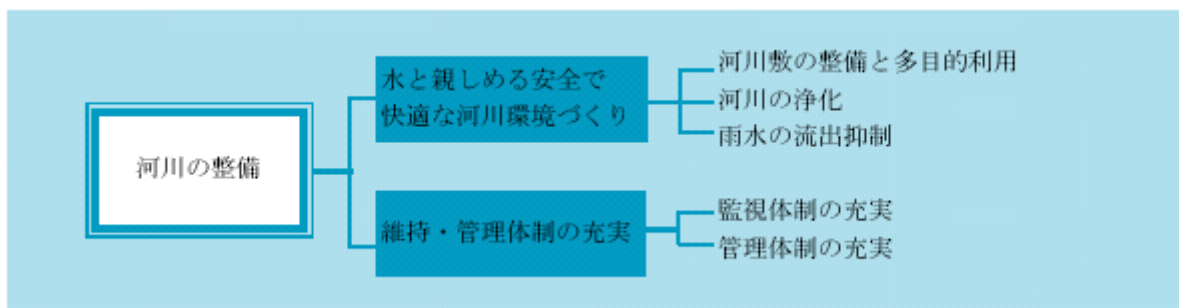 河川の整備
水と親しめる安全で
快適な河川環境づくり
河川敷の整備と多目的利用
河川の浄化
雨水の流出抑制
維持・管理体制の充実
監視体制の充実
管理体制の充実